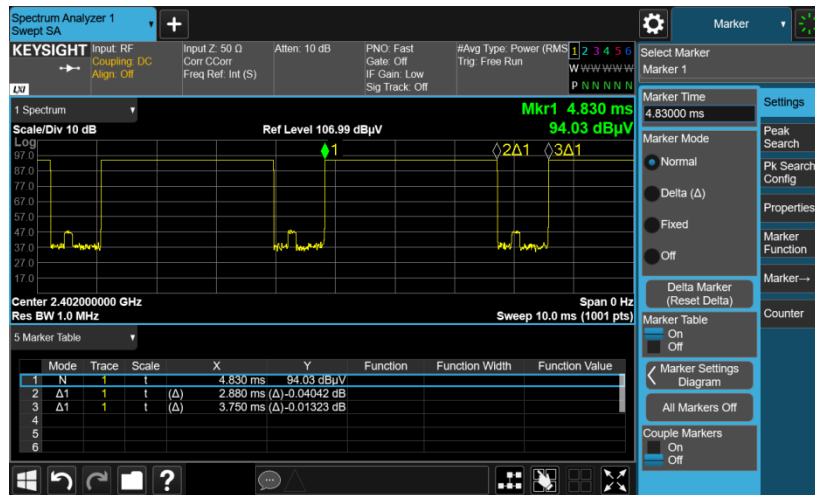 Spectrum Analyzer 1
Swept SA
Marker
KEYSIGHT
Input: RF
Coupling: DC
Align: Off
Input Z: 50 Ω
Corr CCorr
Freq Ref: Int (S)
Atten: 10 dB
PNO: Fast
Gate: Off
IF Gain: Low
Sig Track: Off
#Avg Type: Power (RMS
Trig: Free Run
1 2 3 4 5 6
W W W W W W
P N N N N N
LXI
Select Marker
Marker 1
1 Spectrum
Mkr1 4.830 ms
Scale/Div 10 dB
Ref Level 106.99 dBµV
94.03 dBµV
Log
97.0
87.0
77.0
67.0
57.0
47.0
37.0
27.0
17.0
1
2Δ1
3Δ1
Center 2.402000000 GHz
Span 0 Hz
Res BW 1.0 MHz
Sweep 10.0 ms (1001 pts)
5 Marker Table
Mode Trace Scale X Y Function Function Width Function Value
1 N 1 t 4.830 ms 94.03 dBµV
2 Δ1 1 t (Δ) 2.880 ms (Δ) -0.04042 dB
3 Δ1 1 t (Δ) 3.750 ms (Δ) -0.01323 dB
4
5
6
Marker Time
4.83000 ms
Marker Mode
Normal
Delta (Δ)
Fixed
Off
Delta Marker
(Reset Delta)
Marker Table
On
Off
Marker Settings
Diagram
All Markers Off
Couple Markers
On
Off
Settings
Peak
Search
Pk Search
Config
Properties
Marker
Function
Marker→
Counter